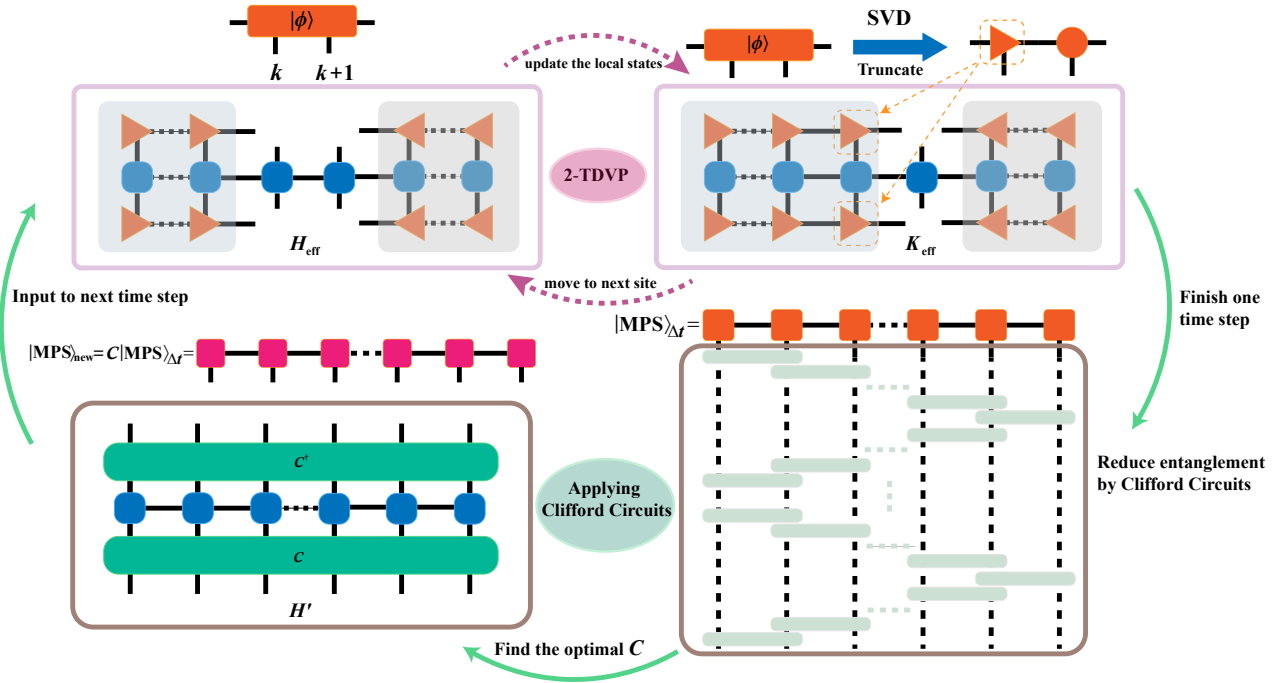 |ϕ⟩
k k+1
update the local states
|ϕ⟩
SVD
Truncate
2-TDVP
H_eff
K_eff
move to next site
Input to next time step
Finish one
time step
|MPS⟩_Δt=
|MPS⟩_new=C|MPS⟩_Δt=
C†
C
H'
Applying
Clifford Circuits
Reduce entanglement
by Clifford Circuits
Find the optimal C